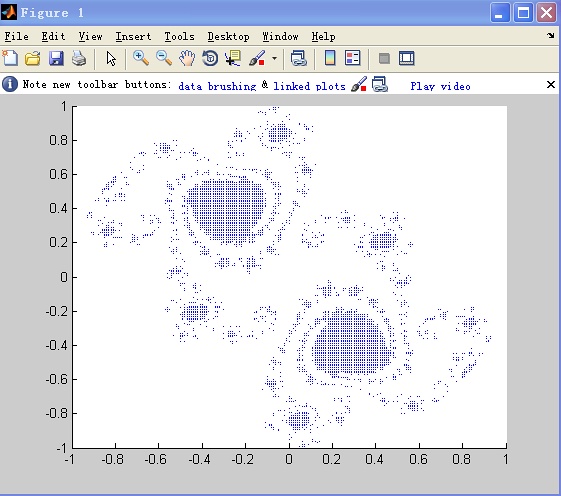 Figure 1
File Edit View Insert Tools Desktop Window Help
Note new toolbar buttons: data brushing & linked plots Play video
1
0.8
0.6
0.4
0.2
0
-0.2
-0.4
-0.6
-0.8
-1
-1 -0.8 -0.6 -0.4 -0.2 0 0.2 0.4 0.6 0.8 1